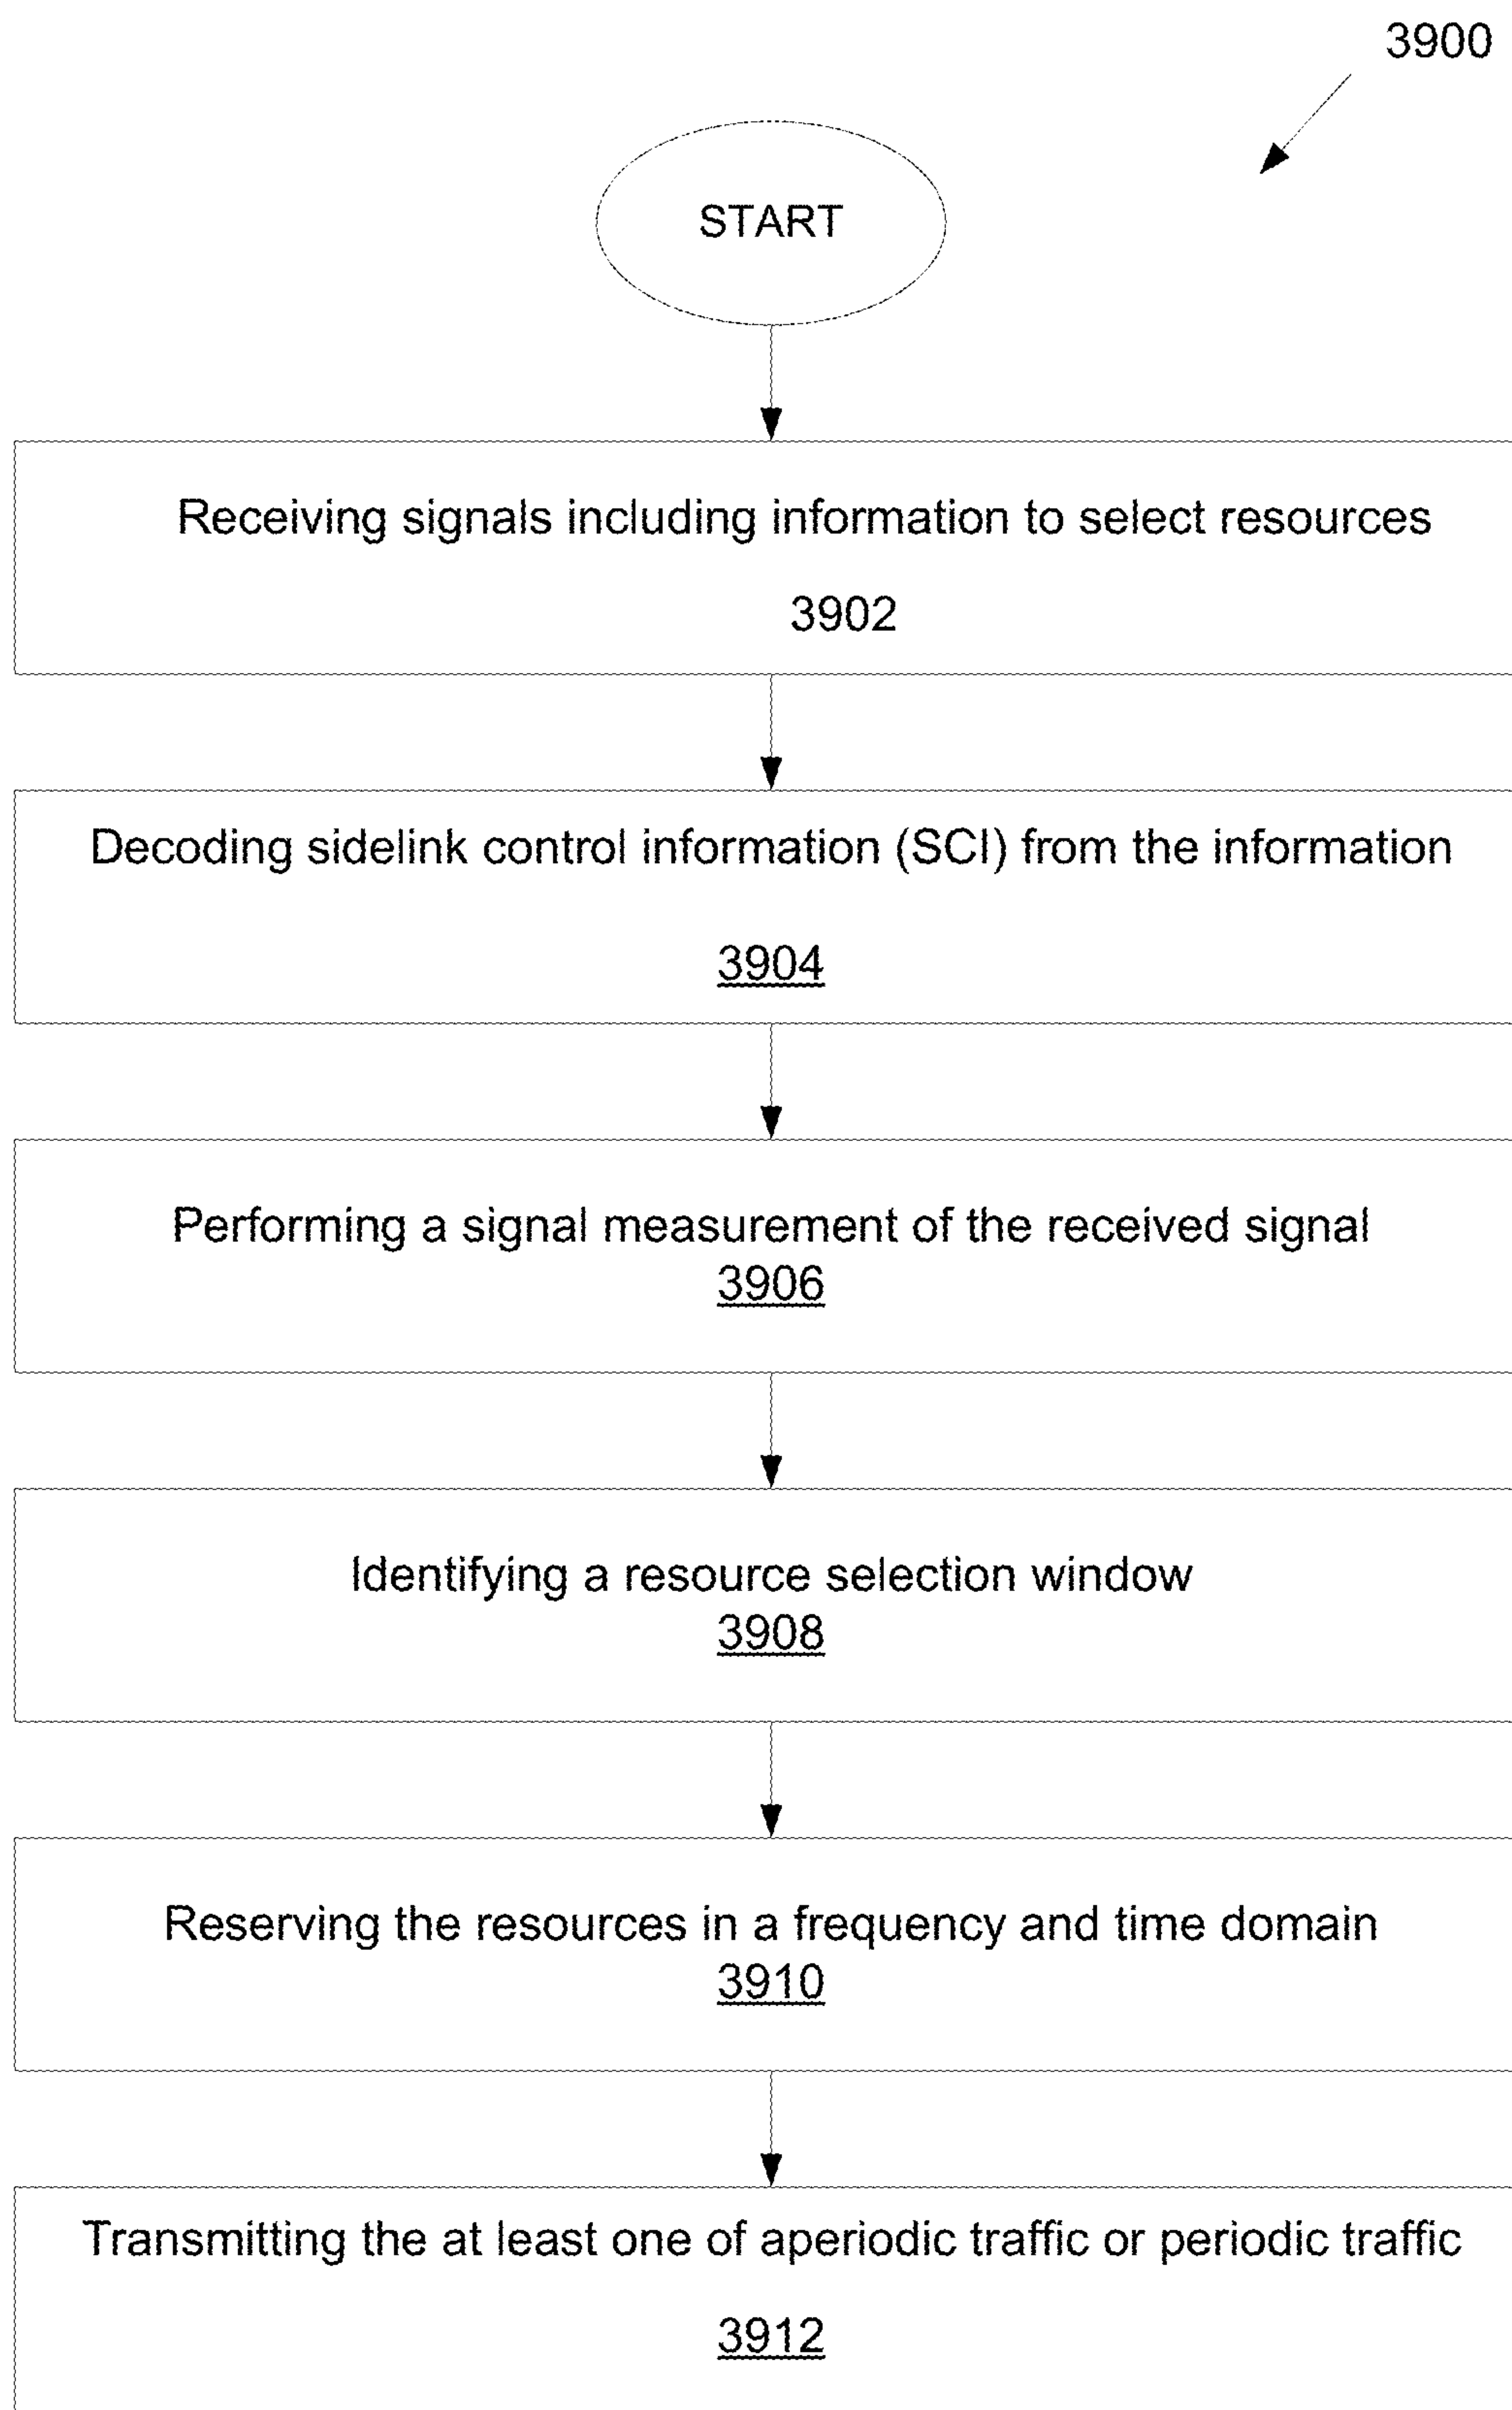 3900
START
Receiving signals including information to select resources
3902
Decoding sidelink control information (SCI) from the information
3904
Performing a signal measurement of the received signal
3906
Identifying a resource selection window
3908
Reserving the resources in a frequency and time domain
3910
Transmitting the at least one of aperiodic traffic or periodic traffic
3912